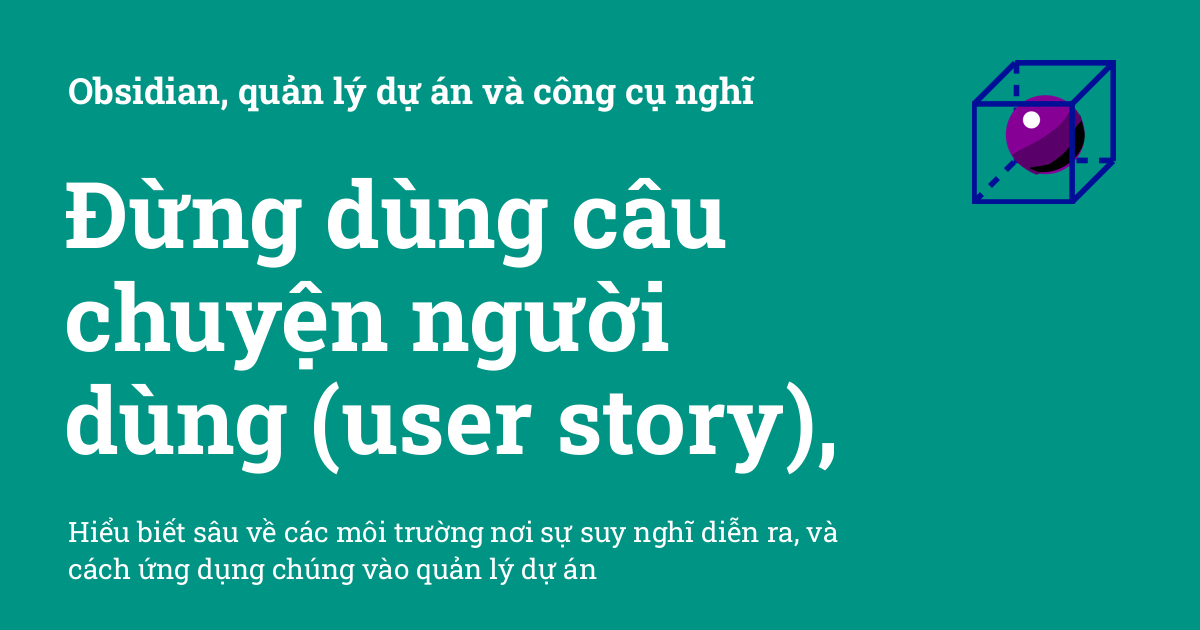 Obsidian, quản lý dự án và công cụ nghĩ
Đừng dùng câu
chuyện người
dùng (user story),
Hiểu biết sâu về các môi trường nơi sự suy nghĩ diễn ra, và
cách ứng dụng chúng vào quản lý dự án